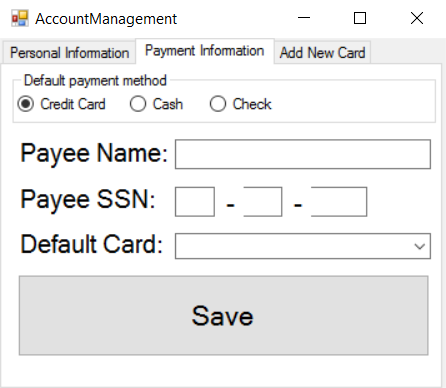 AccountManagement
Personal Information Payment Information Add New Card
Default payment method
Credit Card Cash Check
Payee Name:
Payee SSN: - -
Default Card:
Save